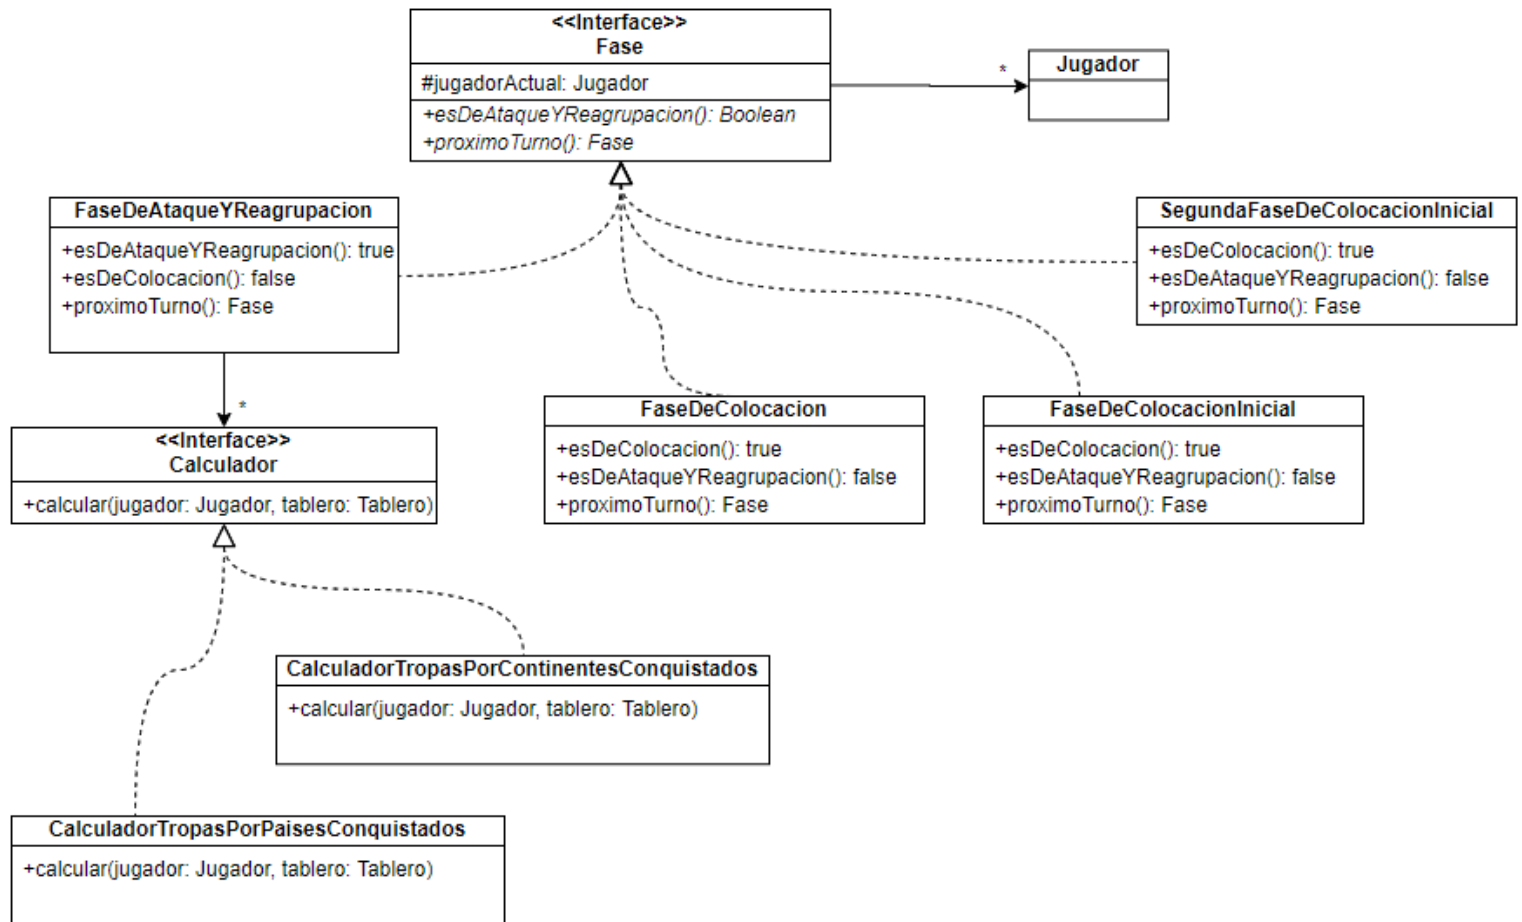 <<Interface>>
Fase
#jugadorActual: Jugador
+esDeAtaqueYReagrupacion(): Boolean
+proximoTurno(): Fase
*
Jugador
FaseDeAtaqueYReagrupacion
+esDeAtaqueYReagrupacion(): true
+esDeColocacion(): false
+proximoTurno(): Fase
SegundaFaseDeColocacionInicial
+esDeColocacion(): true
+esDeAtaqueYReagrupacion(): false
+proximoTurno(): Fase
*
<<Interface>>
Calculador
+calcular(jugador: Jugador, tablero: Tablero)
FaseDeColocacion
+esDeColocacion(): true
+esDeAtaqueYReagrupacion(): false
+proximoTurno(): Fase
FaseDeColocacionInicial
+esDeColocacion(): true
+esDeAtaqueYReagrupacion(): false
+proximoTurno(): Fase
CalculadorTropasPorContinentesConquistados
+calcular(jugador: Jugador, tablero: Tablero)
CalculadorTropasPorPaisesConquistados
+calcular(jugador: Jugador, tablero: Tablero)